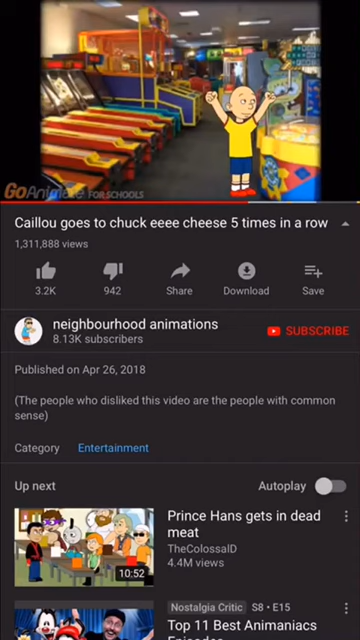 GoAnimate FOR SCHOOLS
Caillou goes to chuck eeee cheese 5 times in a row
1,311,888 views
3.2K
942
Share
Download
Save
neighbourhood animations
8.13K subscribers
SUBSCRIBE
Published on Apr 26, 2018
(The people who disliked this video are the people with common
sense)
Category
Entertainment
Up next
Autoplay
10:52
Prince Hans gets in dead
meat
TheColossalD
4.4M views
Nostalgia Critic S8 • E15
Top 11 Best Animaniacs
Episodes